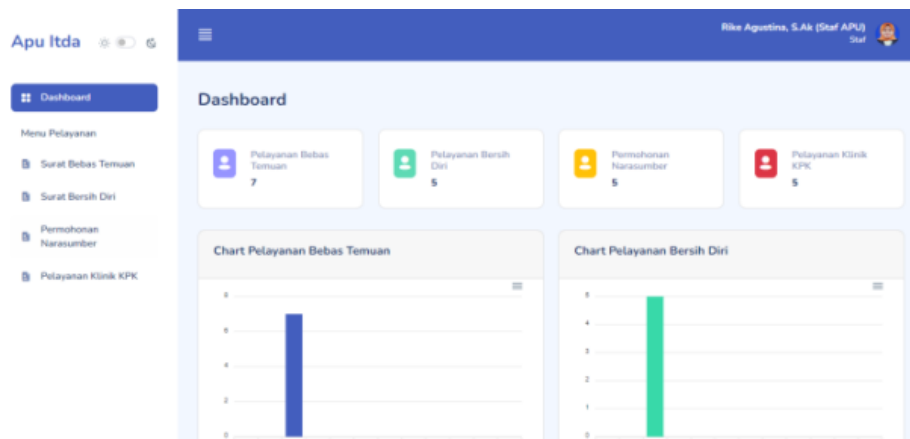 Apu Itda
Rike Agustina, S.Ak (Staf APU)
Staf
Dashboard
Menu Pelayanan
Surat Bebas Temuan
Surat Bersih Diri
Permohonan
Narasumber
Pelayanan Klinik KPK
Dashboard
Pelayanan Bebas
Temuan
7
Pelayanan Bersih
Diri
5
Permohonan
Narasumber
5
Pelayanan Klinik
KPK
5
Chart Pelayanan Bebas Temuan
8
6
4
2
0
Chart Pelayanan Bersih Diri
5
4
3
2
1
0